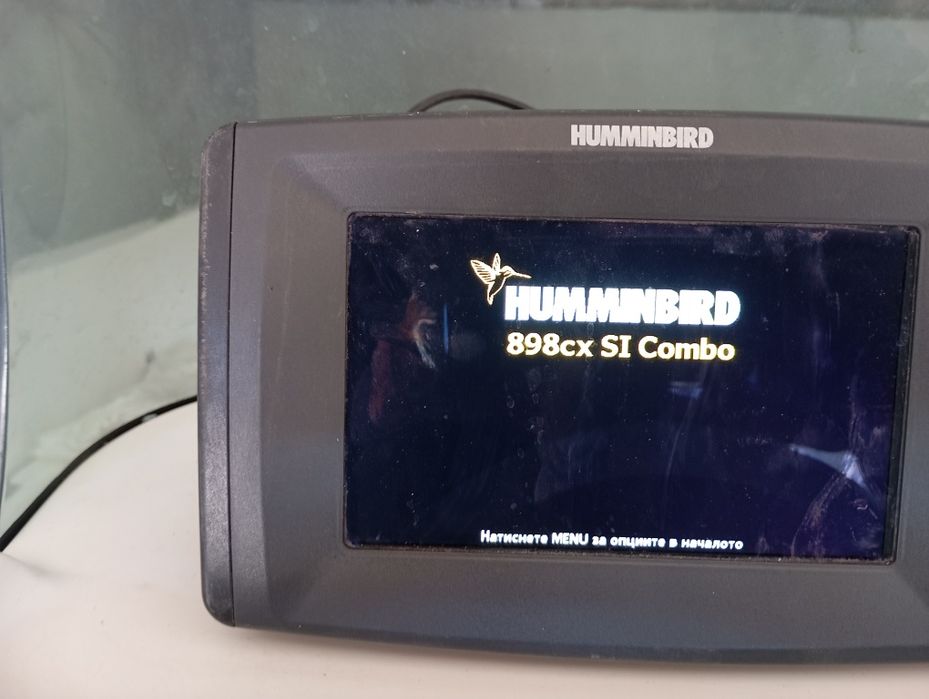 HUMMINBIRD
HUMMINBIRD
898cx SI Combo
Натиснете MENU за опциите в началото